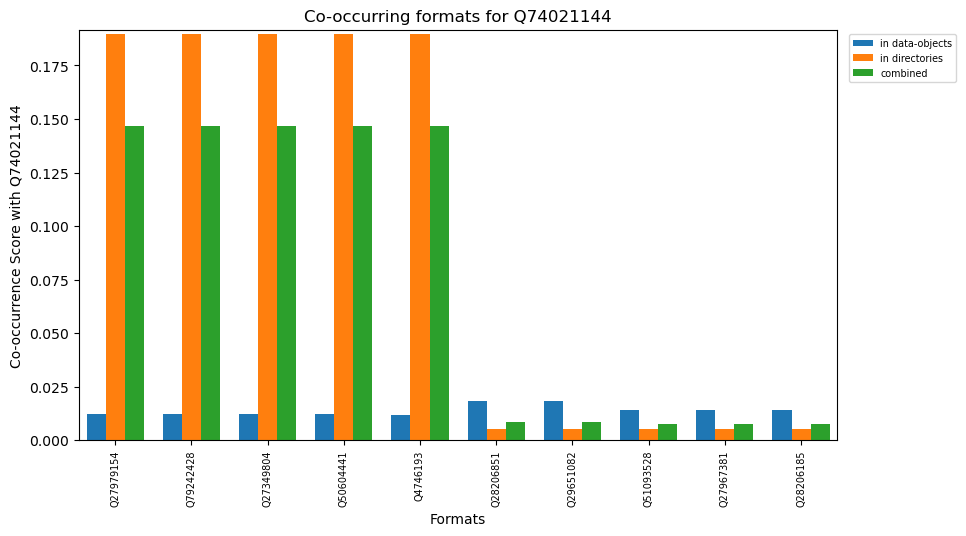 Co-occurring formats for Q74021144
in data-objects
in directories
combined
Co-occurrence Score with Q74021144
0.175
0.150
0.125
0.100
0.075
0.050
0.025
0.000
Q27979154
Q79242428
Q27349804
Q50604441
Q4746193
Q28206851
Q29651082
Q51093528
Q27967381
Q28206185
Formats